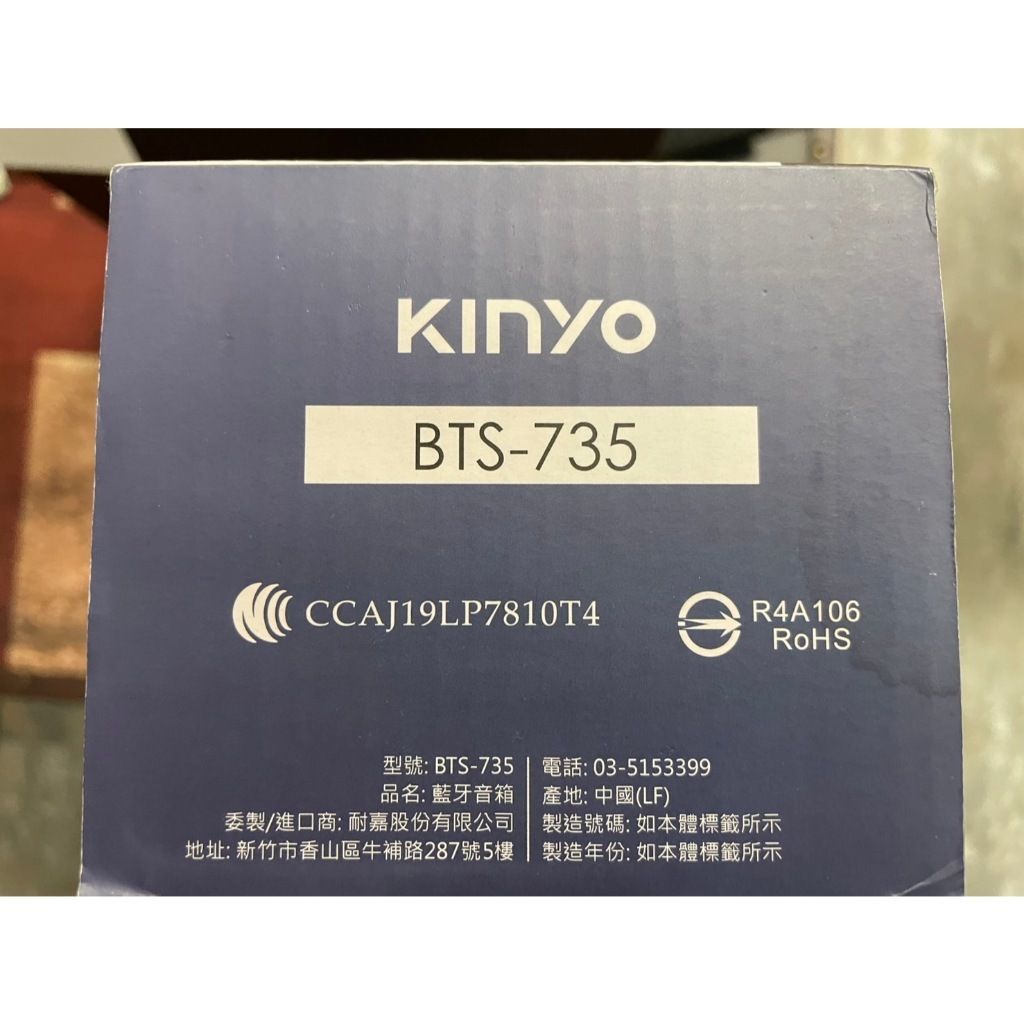 KINYO
BTS-735
CCAJ19LP7810T4
R4A106
RoHS
型號: BTS-735
品名: 藍牙音箱
委製/進口商: 耐嘉股份有限公司
地址: 新竹市香山區牛補路287號5樓
電話: 03-5153399
產地: 中國(LF)
製造號碼: 如本體標籤所示
製造年份: 如本體標籤所示